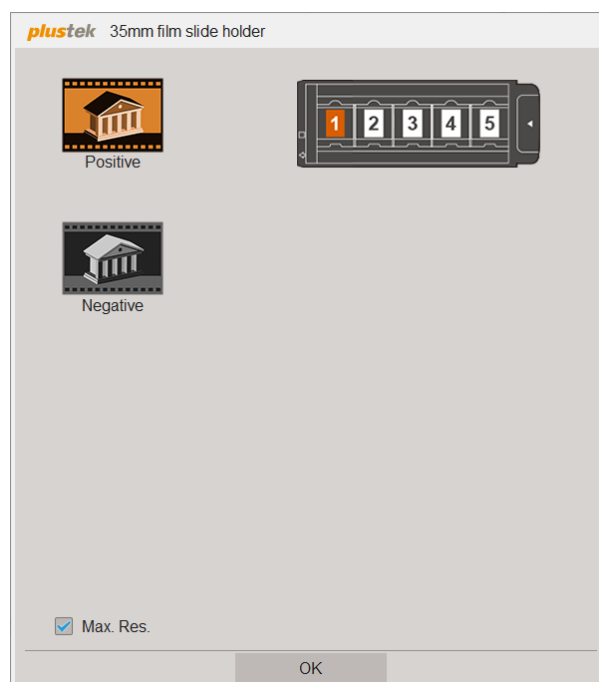 plustek 35mm film slide holder
Positive
1 2 3 4 5
Negative
Max. Res.
OK